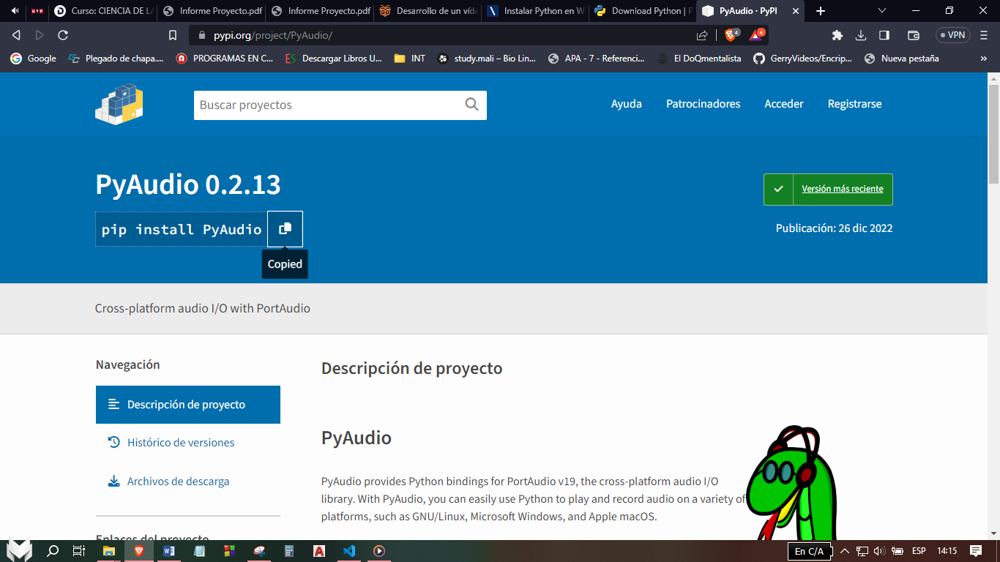 UTP
Curso: CIENCIA DE LA
Informe Proyecto.pdf
Informe Proyecto.pdf
Desarrollo de un víde
Instalar Python en W
Download Python | P
PyAudio · PyPI
pypi.org/project/PyAudio/
4
4
VPN
Google
Plegado de chapa....
PROGRAMAS EN C...
ES
Descargar Libros U...
INT
study.mali – Bio Lin...
APA - 7 - Referenci...
El DoQmentalista
GerryVideos/Encrip...
Nueva pestaña
»
Buscar proyectos
Ayuda
Patrocinadores
Acceder
Registrarse
PyAudio 0.2.13
Versión más reciente
pip install PyAudio
Publicación: 26 dic 2022
Copied
Cross-platform audio I/O with PortAudio
Navegación
Descripción de proyecto
Histórico de versiones
Archivos de descarga
Enlaces del proyecto
Descripción de proyecto
PyAudio
PyAudio provides Python bindings for PortAudio v19, the cross-platform audio I/O
library. With PyAudio, you can easily use Python to play and record audio on a variety of
platforms, such as GNU/Linux, Microsoft Windows, and Apple macOS.
En C/A
ESP
14:15